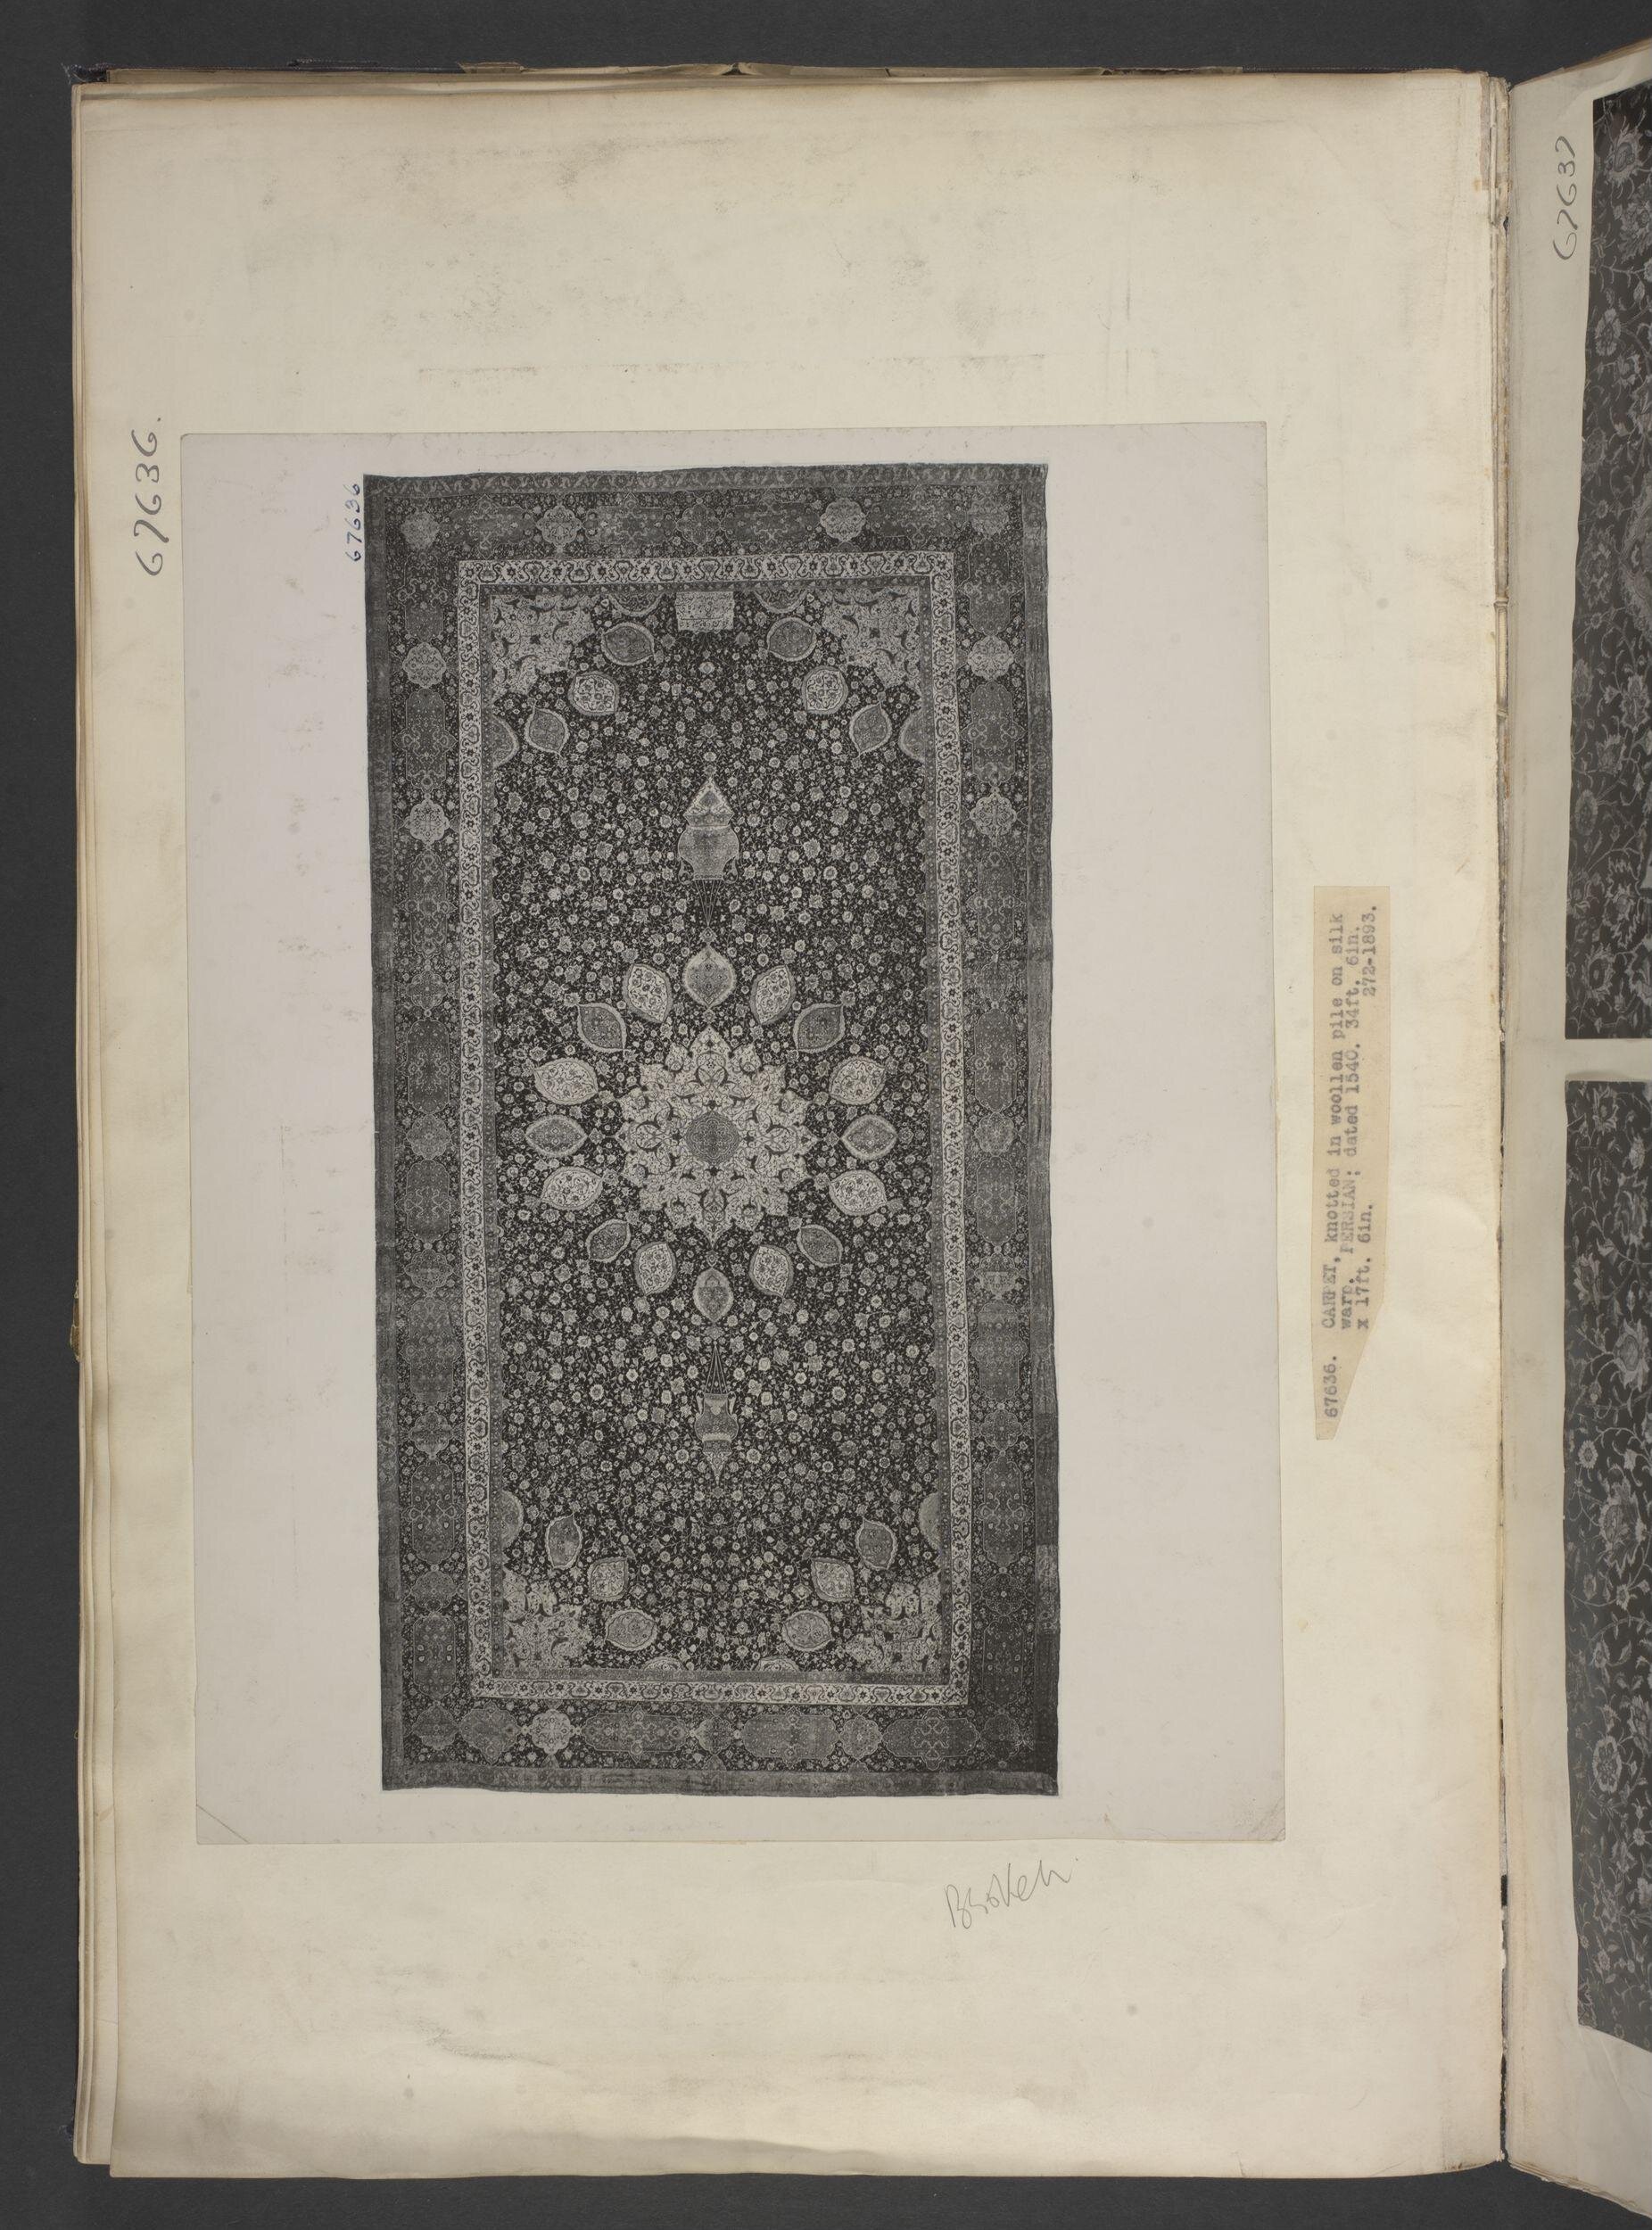 67636.
67636
67636. CARPET, knotted in woollen pile on silk
warp. PERSIAN; dated 1540. 34ft. 6in.
x 17ft. 6in. 272-1893.
Broken
67637